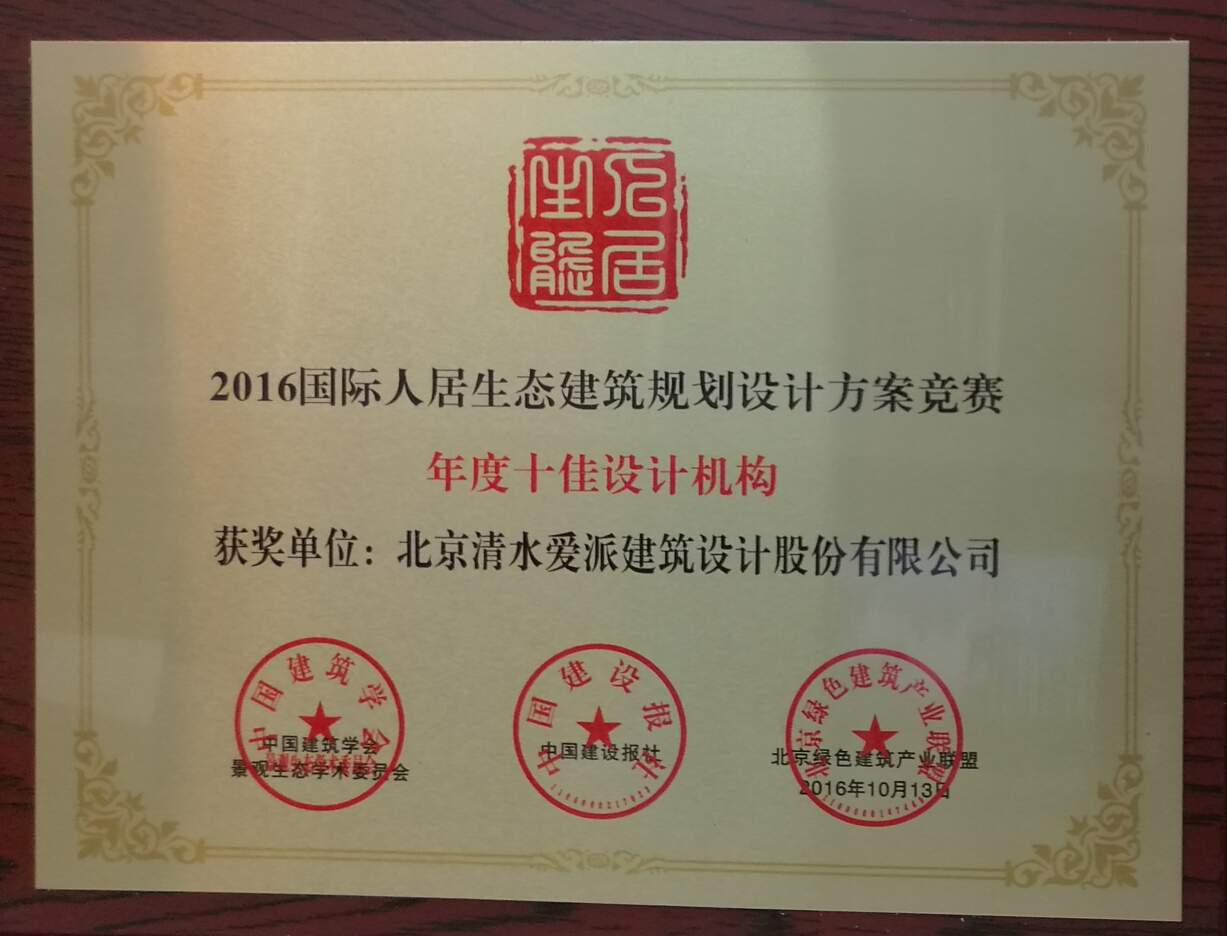 人居
生態
2016国际人居生态建筑规划设计方案竞赛
年度十佳设计机构
获奖单位：北京清水爱派建筑设计股份有限公司
中国建筑学会
中国建筑学会
景观生态学术委员会
中国建设报社
中国建设报社
北京绿色建筑产业联盟
北京绿色建筑产业联盟
2016年10月13日